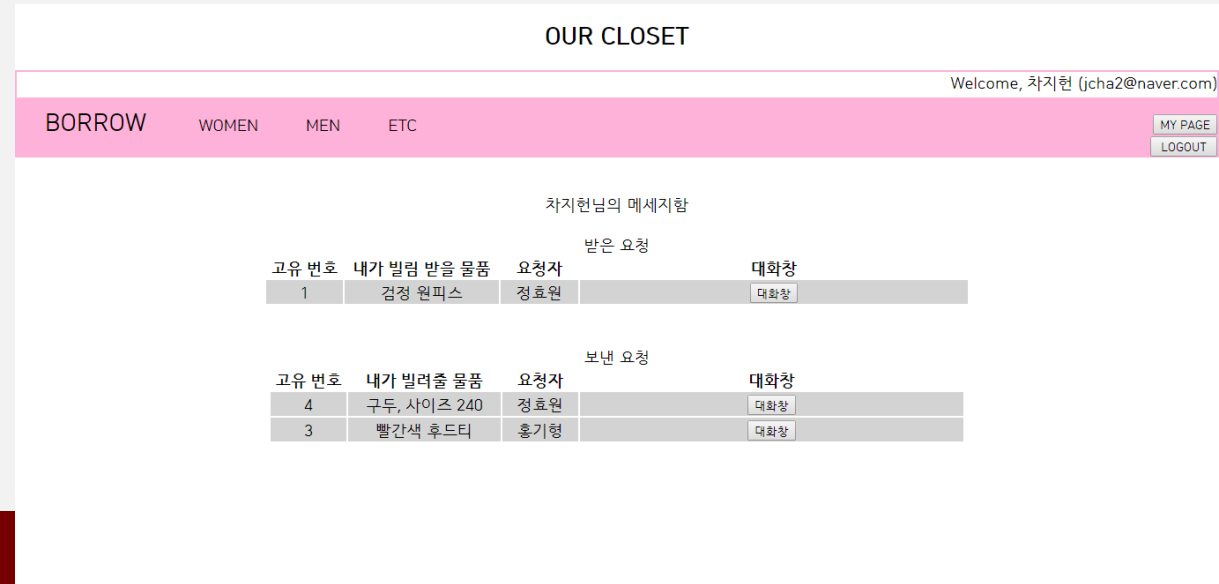 OUR CLOSET
Welcome, 차지헌 (jcha2@naver.com)
BORROW WOMEN MEN ETC
MY PAGE
LOGOUT
차지헌님의 메세지함
받은 요청
고유 번호 내가 빌림 받을 물품 요청자 대화창
1 검정 원피스 정효원 대화창
보낸 요청
고유 번호 내가 빌려줄 물품 요청자 대화창
4 구두, 사이즈 240 정효원 대화창
3 빨간색 후드티 홍기형 대화창